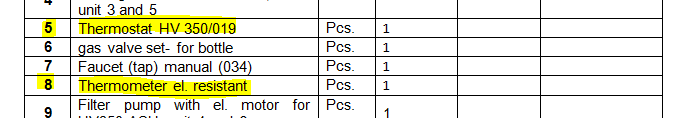 4
unit 3 and 5
5 Thermostat HV 350/019 Pcs. 1
6 gas valve set- for bottle Pcs. 1
7 Faucet (tap) manual (034) Pcs. 1
8 Thermometer el. resistant Pcs. 1
Filter pump with el. motor for Pcs.
9 1